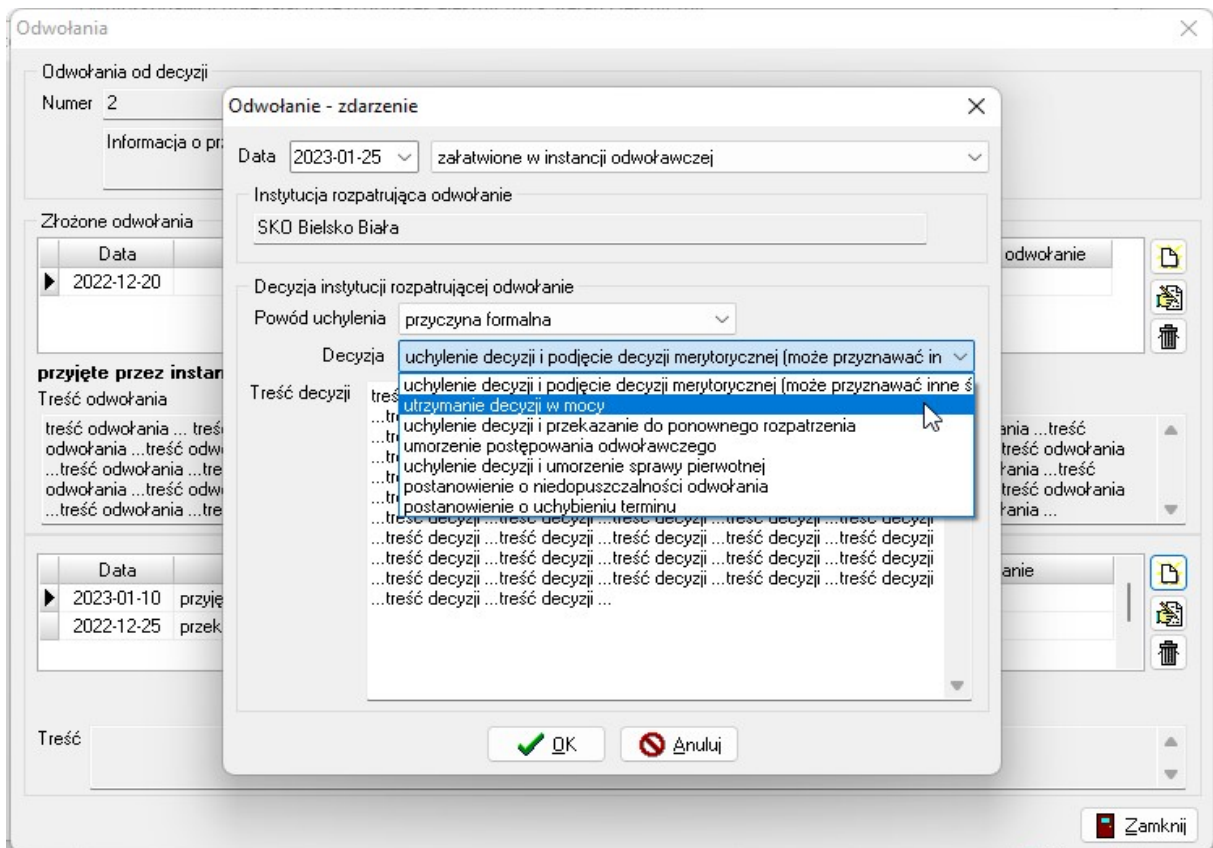 Odwołania
Odwołania od decyzji
Numer 2
Informacja o
Odwołanie - zdarzenie
Data 2023-01-25 załatwione w instancji odwoławczej
Instytucja rozpatrująca odwołanie
SKO Bielsko Biała
Złożone odwołania
Data odwołanie
2022-12-20
Decyzja instytucji rozpatrującej odwołanie
Powód uchylenia przyczyna formalna
Decyzja uchylenie decyzji i podjęcie decyzji merytorycznej (może przyznawać in
uchylenie decyzji i podjęcie decyzji merytorycznej (może przyznawać inne ś
utrzymanie decyzji w mocy
uchylenie decyzji i przekazanie do ponownego rozpatrzenia
umorzenie postępowania odwoławczego
uchylenie decyzji i umorzenie sprawy pierwotnej
postanowienie o niedopuszczalności odwołania
postanowienie o uchybieniu terminu
Treść decyzji
...treść decyzji ...treść decyzji ...treść decyzji ...treść decyzji ...treść decyzji
...treść decyzji ...treść decyzji ...treść decyzji ...treść decyzji ...treść decyzji
...treść decyzji ...treść decyzji ...treść decyzji ...treść decyzji ...treść decyzji
...treść decyzji ...treść decyzji ...treść decyzji ...treść decyzji ...treść decyzji
...treść decyzji ...treść decyzji ...
OK Anuluj
przyjęte przez
Treść odwołania
treść odwołania ... treś
odwołania ...treść odw
...treść odwołania ...tre
odwołania ...treść odw
...treść odwołania ...tre
ania ...treść
treść odwołania
łania ...treść
treść odwołania
łania ...
Data anie
2023-01-10 przyję
2022-12-25 przek
Treść
Zamknij